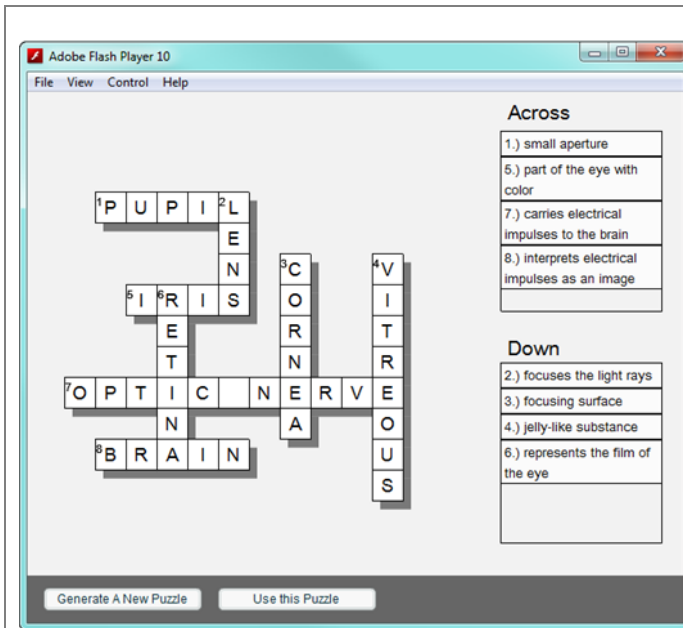 Adobe Flash Player 10
File View Control Help
Across
1.) small aperture
5.) part of the eye with
color
7.) carries electrical
impulses to the brain
8.) interprets electrical
impulses as an image
1 P U P I 2 L
E
N
3 C
4 V
5 I 6 R I S
O
I
E
R
T
T
N
R
7 O P T I C N E R V E
N
A
O
8 B R A I N
U
S
Down
2.) focuses the light rays
3.) focusing surface
4.) jelly-like substance
6.) represents the film of
the eye
Generate A New Puzzle
Use this Puzzle